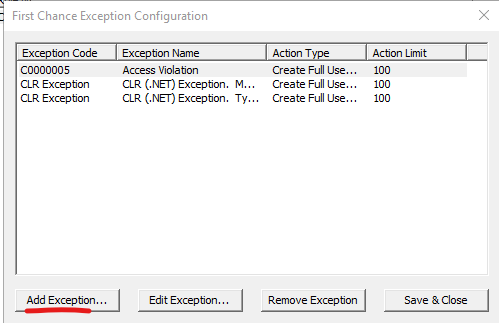 First Chance Exception Configuration
Exception Code Exception Name Action Type Action Limit
C0000005 Access Violation Create Full Use... 100
CLR Exception CLR (.NET) Exception. M... Create Full Use... 100
CLR Exception CLR (.NET) Exception. Ty... Create Full Use... 100
Add Exception... Edit Exception... Remove Exception Save & Close